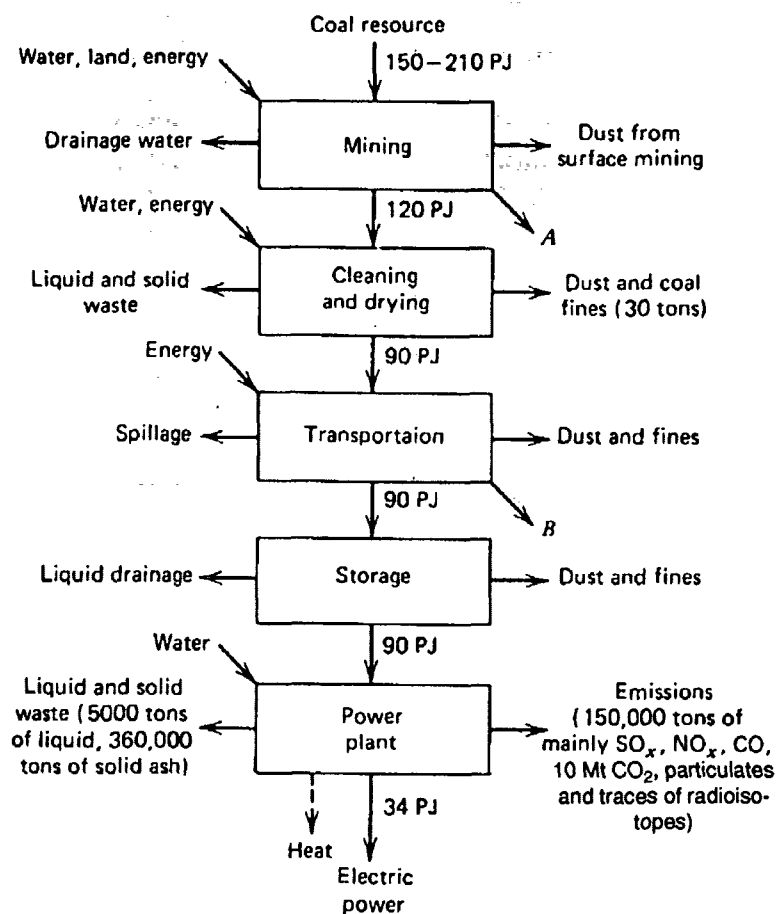 Coal resource
Water, land, energy
150–210 PJ
Drainage water
Mining
Dust from
surface mining
A
Water, energy
120 PJ
Liquid and solid
waste
Cleaning
and drying
Dust and coal
fines (30 tons)
Energy
90 PJ
Spillage
Transportaion
Dust and fines
B
90 PJ
Liquid drainage
Storage
Dust and fines
Water
90 PJ
Liquid and solid
waste (5000 tons
of liquid, 360,000
tons of solid ash)
Power
plant
Emissions
(150,000 tons of
mainly SOₓ, NOₓ, CO,
10 Mt CO₂, particulates
and traces of radioiso-
topes)
34 PJ
Heat
Electric
power